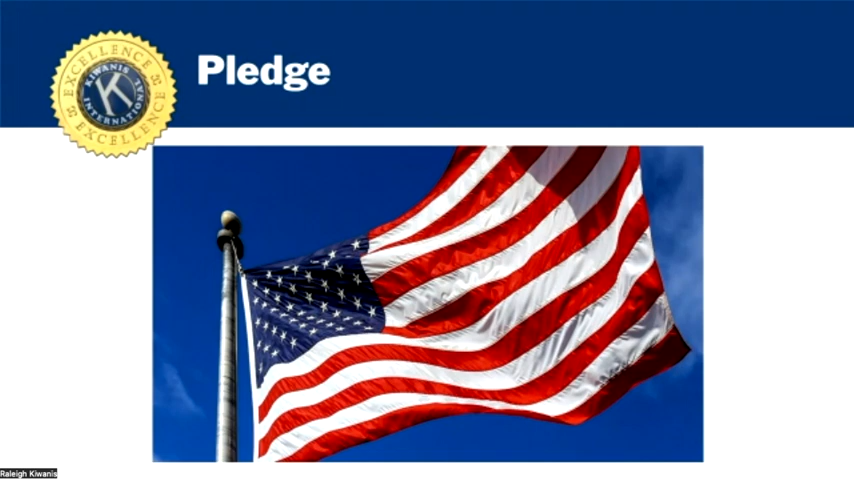 Pledge
EXCELLENCE
KIWANIS
K
INTERNATIONAL
EXCELLENCE
Raleigh Kiwanis